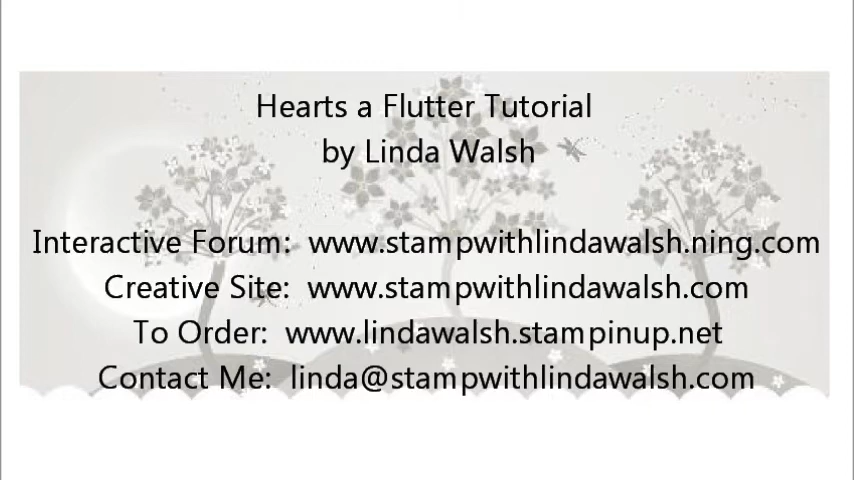 Hearts a Flutter Tutorial
by Linda Walsh
Interactive Forum: www.stampwithlindawalsh.ning.com
Creative Site: www.stampwithlindawalsh.com
To Order: www.lindawalsh.stampinup.net
Contact Me: linda@stampwithlindawalsh.com